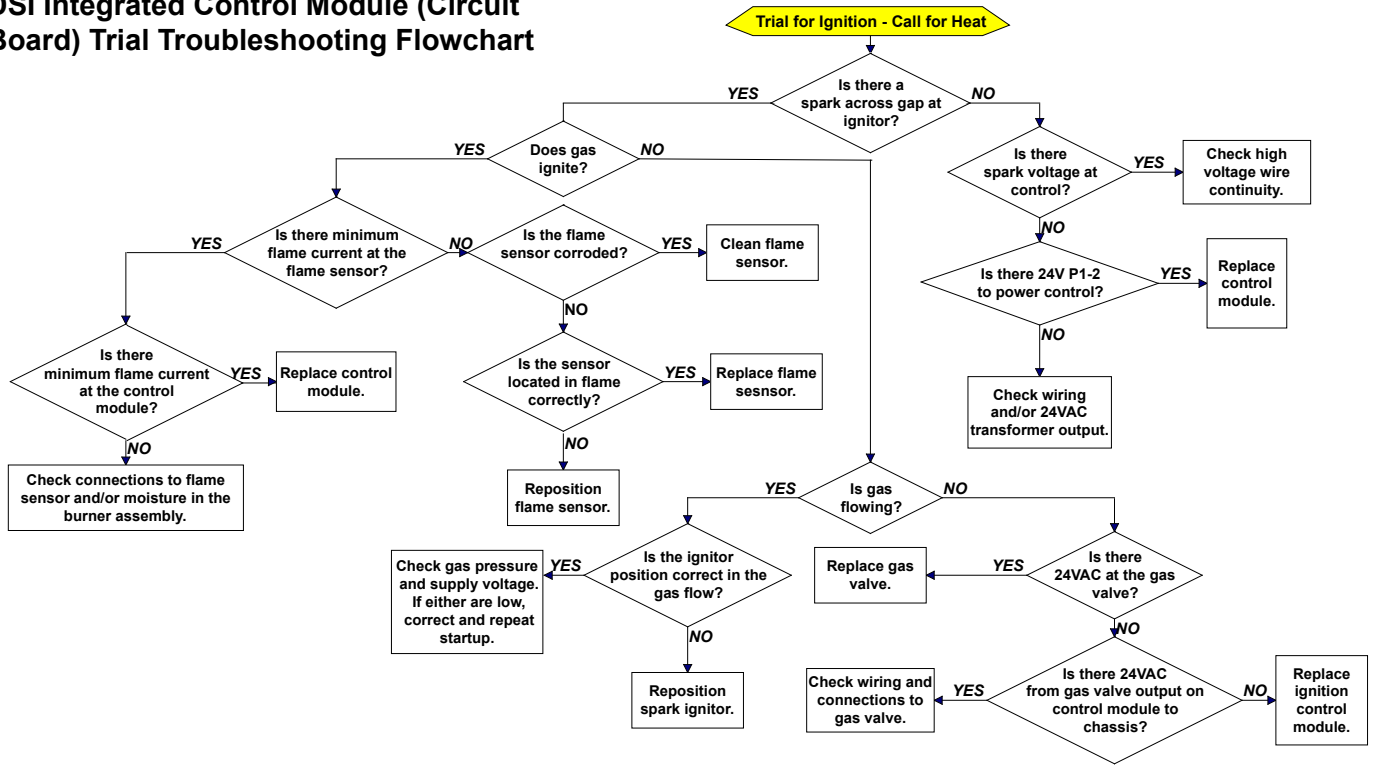 DSI Integrated Control Module (Circuit
Board) Trial Troubleshooting Flowchart
Trial for Ignition - Call for Heat
Is there a
spark across gap at
ignitor?
YES
NO
Does gas
ignite?
YES
NO
Is there
spark voltage at
control?
YES
Check high
voltage wire
continuity.
NO
Is there minimum
flame current at the
flame sensor?
YES
NO
Is the flame
sensor corroded?
YES
Clean flame
sensor.
NO
Is there 24V P1-2
to power control?
YES
Replace
control
module.
NO
Check wiring
and/or 24VAC
transformer output.
Is there
minimum flame current
at the control
module?
YES
Replace control
module.
NO
Check connections to flame
sensor and/or moisture in the
burner assembly.
Is the sensor
located in flame
correctly?
YES
Replace flame
sesnsor.
NO
Reposition
flame sensor.
Is gas
flowing?
YES
NO
Is the ignitor
position correct in the
gas flow?
YES
Check gas pressure
and supply voltage.
If either are low,
correct and repeat
startup.
NO
Reposition
spark ignitor.
Is there
24VAC at the gas
valve?
YES
Replace gas
valve.
NO
Is there 24VAC
from gas valve output on
control module to
chassis?
YES
Check wiring and
connections to
gas valve.
NO
Replace
ignition
control
module.